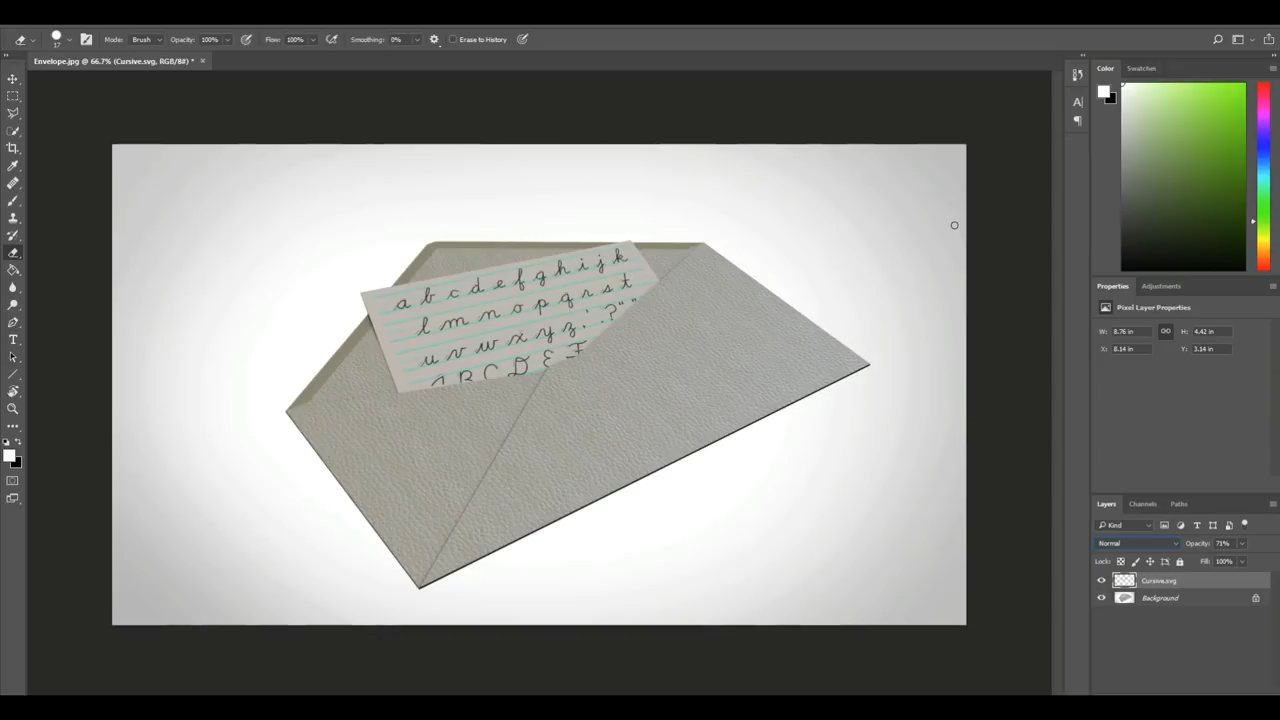 Mode: Brush Opacity: 100% Flow: 100% Smoothing: 0% Erase to History
17
Envelope.jpg @ 66.7% (Cursive.svg, RGB/8#) * ×
Color Swatches
a b c d e f g h i j k
l m n o p q r s t
u v w x y z ; . ? " "
A B C D E F
Properties Adjustments
Pixel Layer Properties
W: 8.76 in H: 4.42 in
X: 8.14 in Y: 3.14 in
Layers Channels Paths
Kind
Normal Opacity: 71%
Lock: Fill: 100%
Cursive.svg
Background